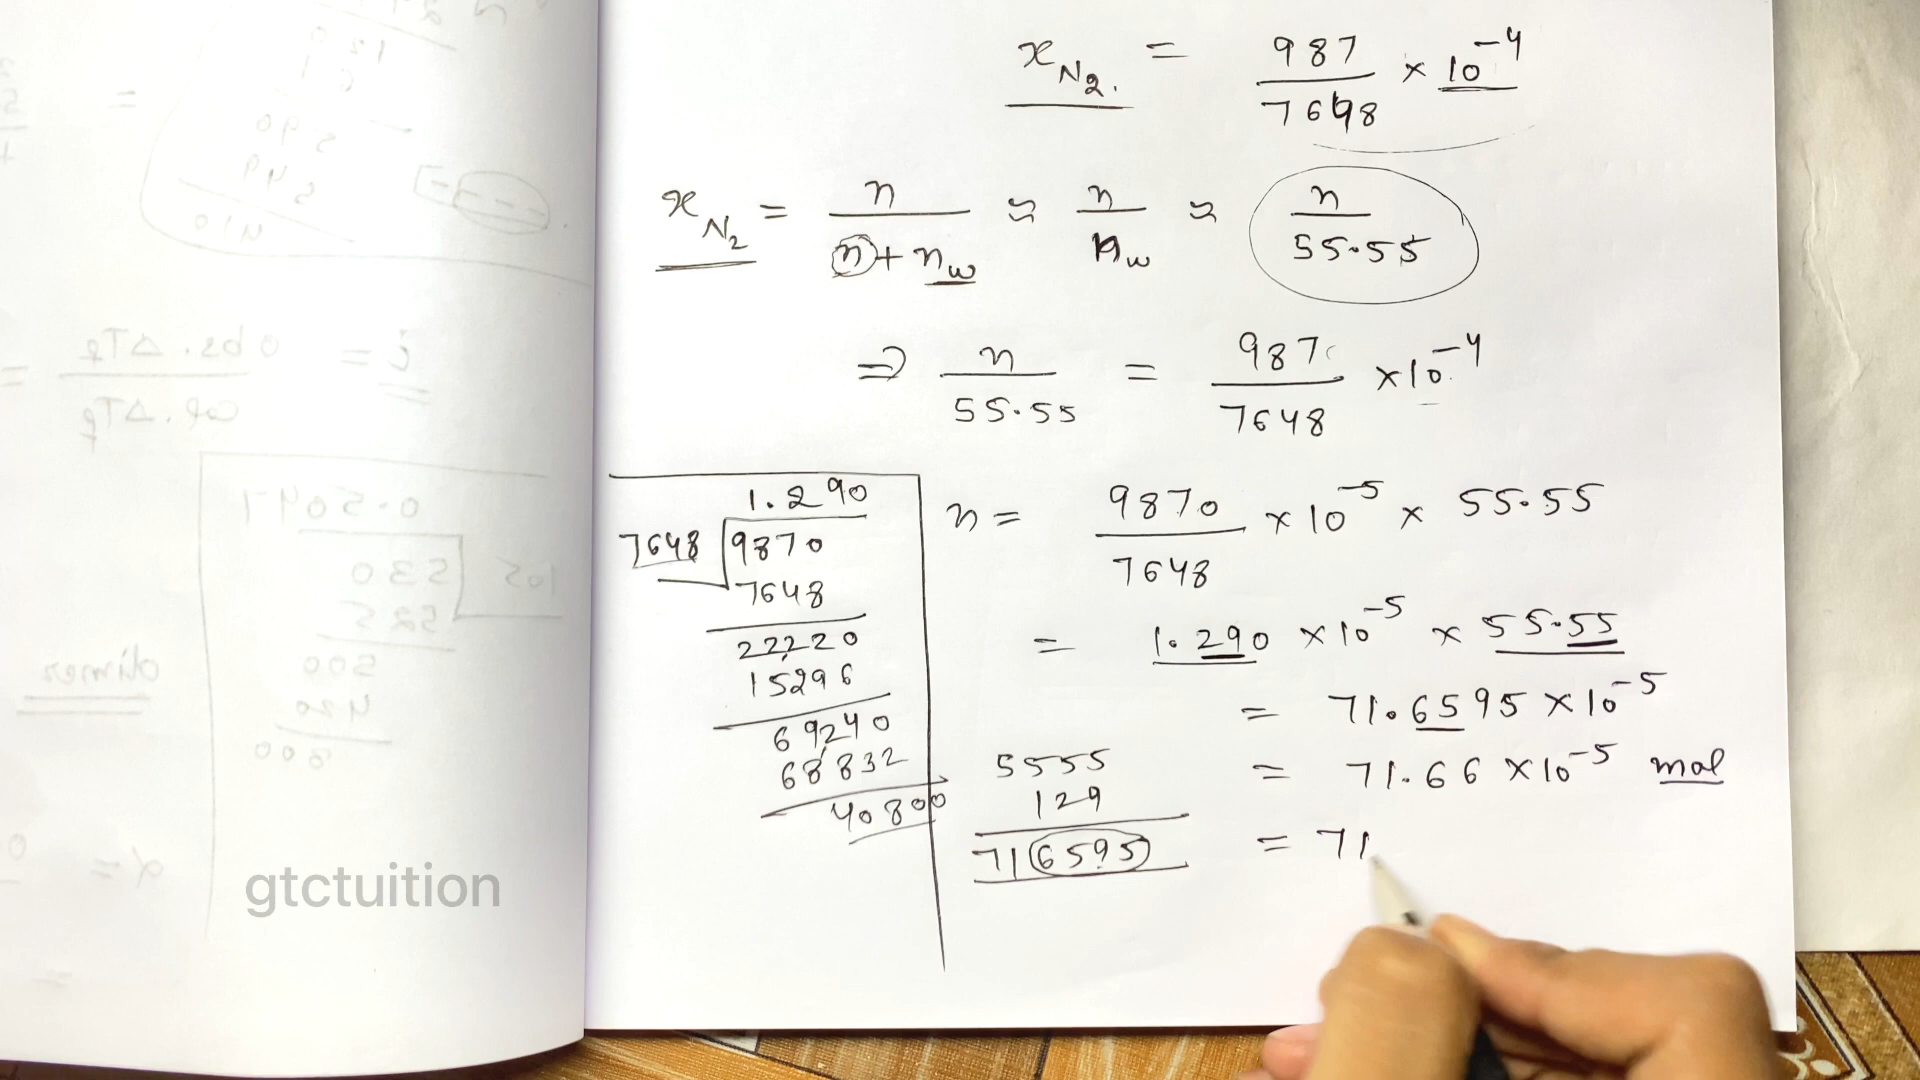 x_{N_2} = 987/7648 × 10^{-4}
x_{N_2} = n/(n + n_w) ≈ n/n_w ≈ n/55.55
⇒ n/55.55 = 987/7648 × 10^{-4}
n = 9870/7648 × 10^{-5} × 55.55
= 1.290 × 10^{-5} × 55.55
= 71.6595 × 10^{-5}
= 71.66 × 10^{-5} mol
= 71
1.290
7648 9870
7648
22220
15296
69240
68832
40800
5555
129
716595
gtctuition